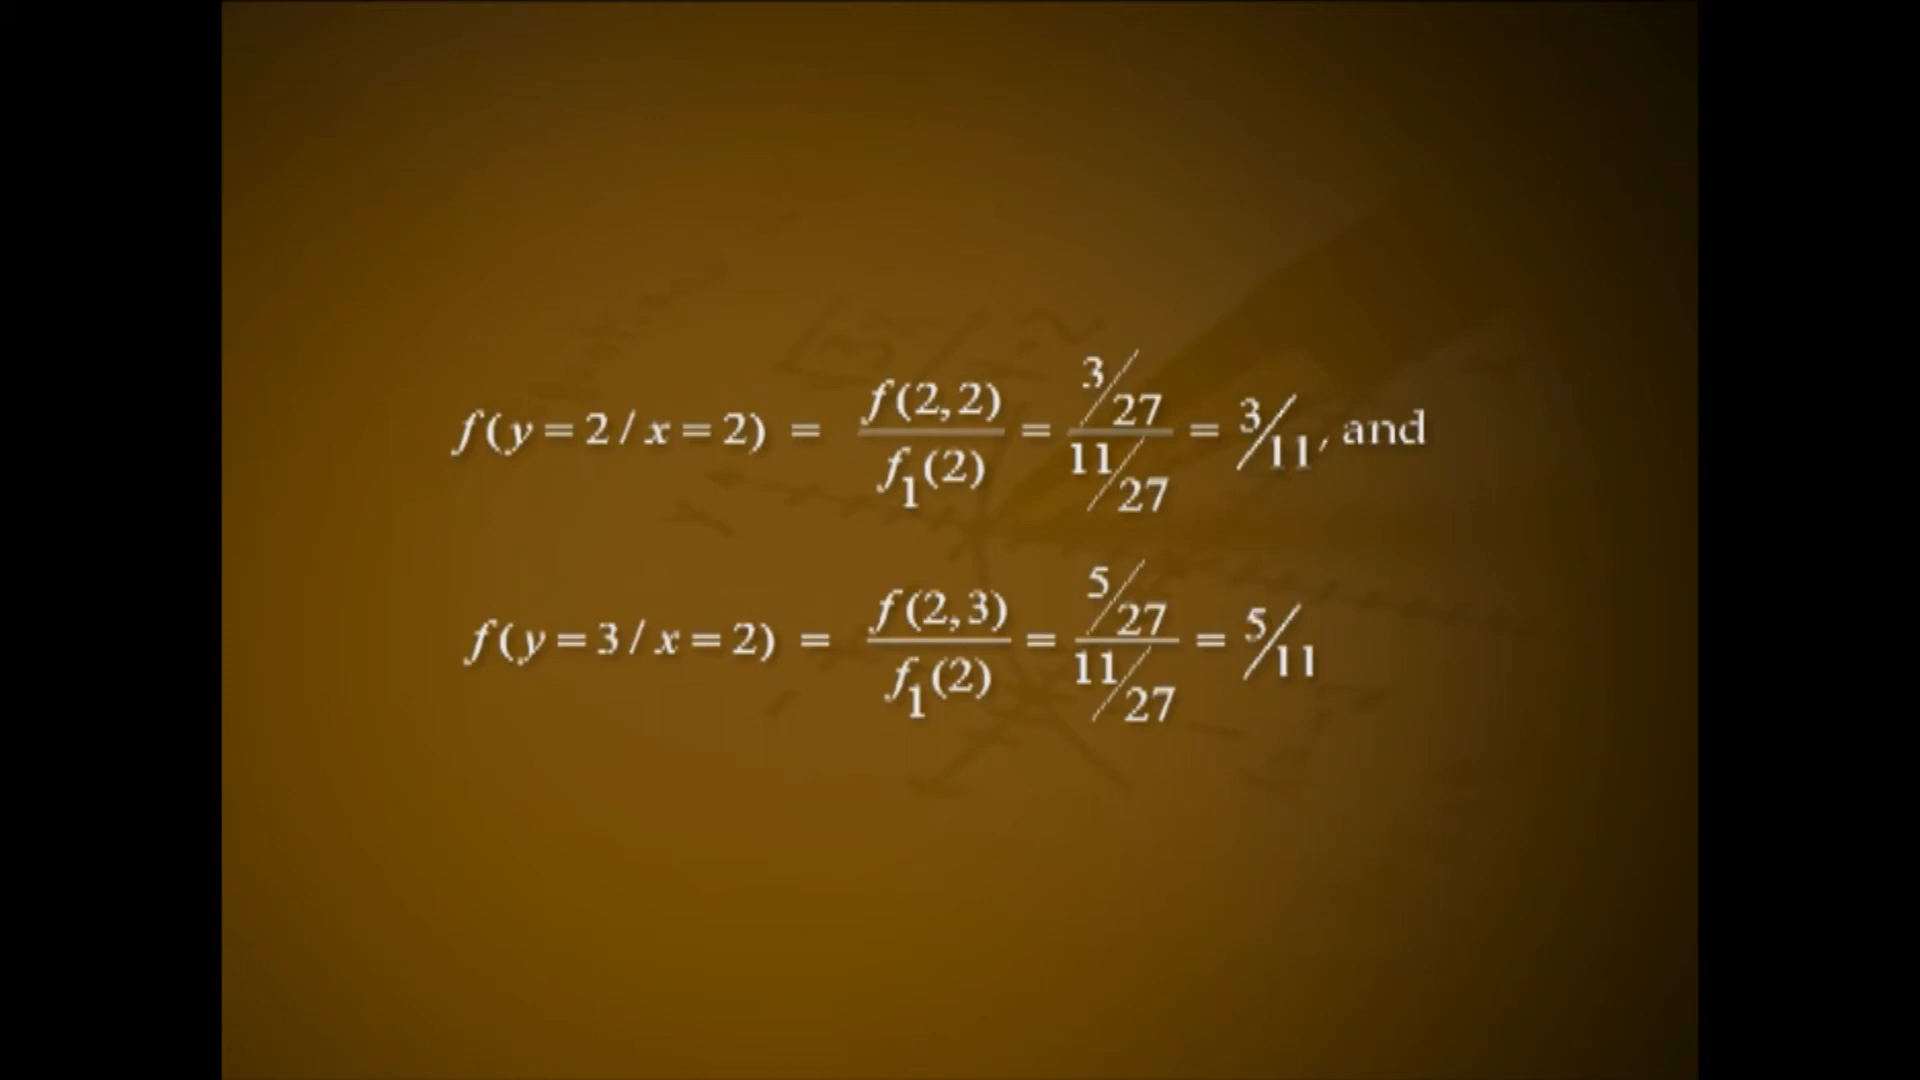 f(y=2/x=2) = f(2,2)/f₁(2) = (3/27)/(11/27) = 3/11, and
f(y=3/x=2) = f(2,3)/f₁(2) = (5/27)/(11/27) = 5/11